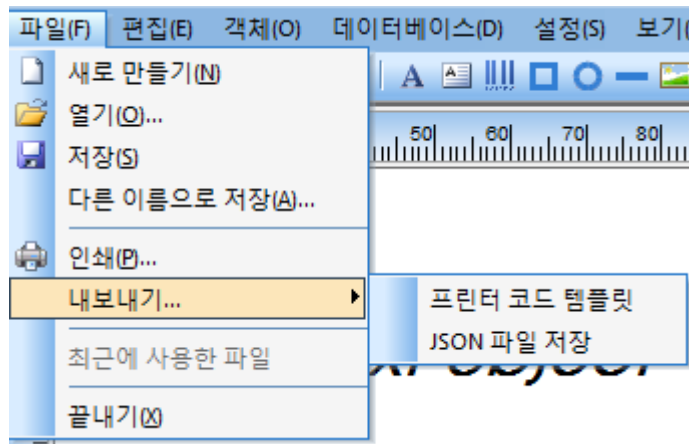 파일(F) 편집(E) 객체(O) 데이터베이스(D) 설정(S) 보기(
새로 만들기(N)
열기(O)...
50 60 70 80
저장(S)
다른 이름으로 저장(A)...
인쇄(P)...
내보내기...
프린터 코드 템플릿
JSON 파일 저장
최근에 사용한 파일
끝내기(X)